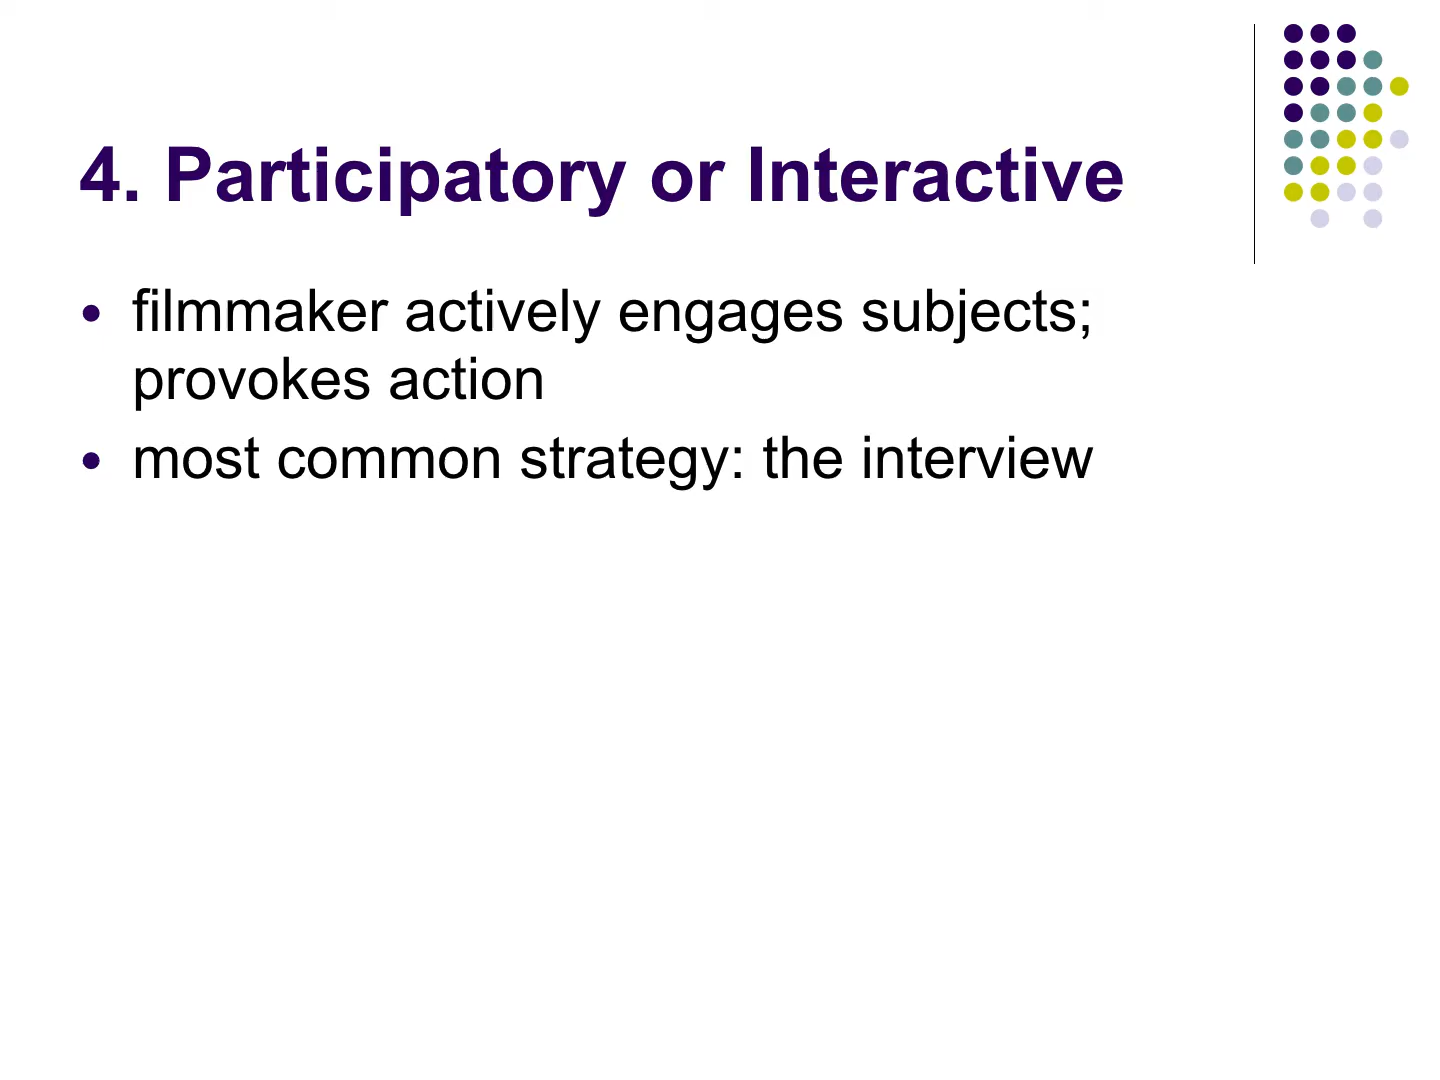 4. Participatory or Interactive
• filmmaker actively engages subjects;
provokes action
• most common strategy: the interview